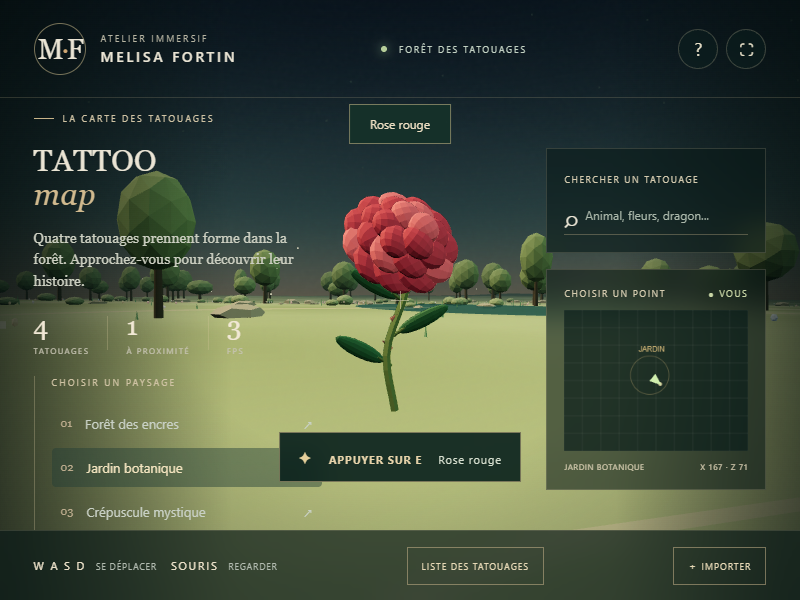 M·F
ATELIER IMMERSIF
MELISA FORTIN
FORÊT DES TATOUAGES
?
LA CARTE DES TATOUAGES
Rose rouge
TATTOO
map
Quatre tatouages prennent forme dans la
forêt. Approchez-vous pour découvrir leur
histoire.
4
TATOUAGES
1
À PROXIMITÉ
3
FPS
CHOISIR UN PAYSAGE
01 Forêt des encres ↗
02 Jardin botanique
03 Crépuscule mystique ↗
APPUYER SUR E Rose rouge
CHERCHER UN TATOUAGE
Animal, fleurs, dragon...
CHOISIR UN POINT
VOUS
JARDIN
JARDIN BOTANIQUE
X 167 · Z 71
W A S D SE DÉPLACER SOURIS REGARDER
LISTE DES TATOUAGES
+ IMPORTER